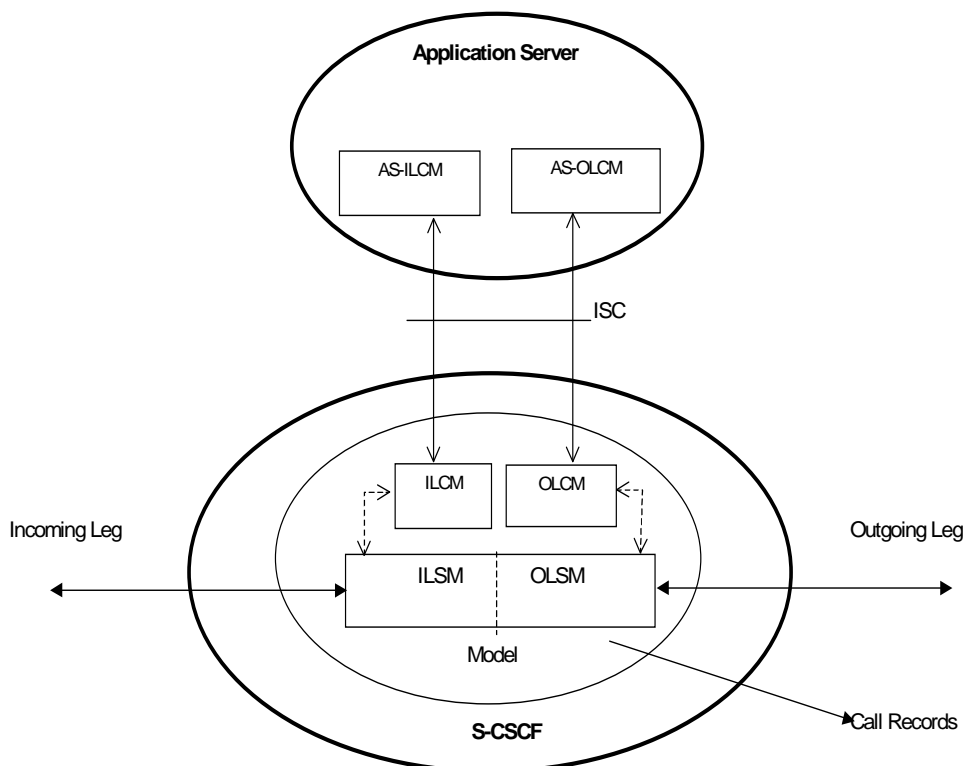 Application Server
AS-ILCM
AS-OLCM
ISC
ILCM
OLCM
Incoming Leg
Outgoing Leg
ILSM
OLSM
Model
S-CSCF
Call Records